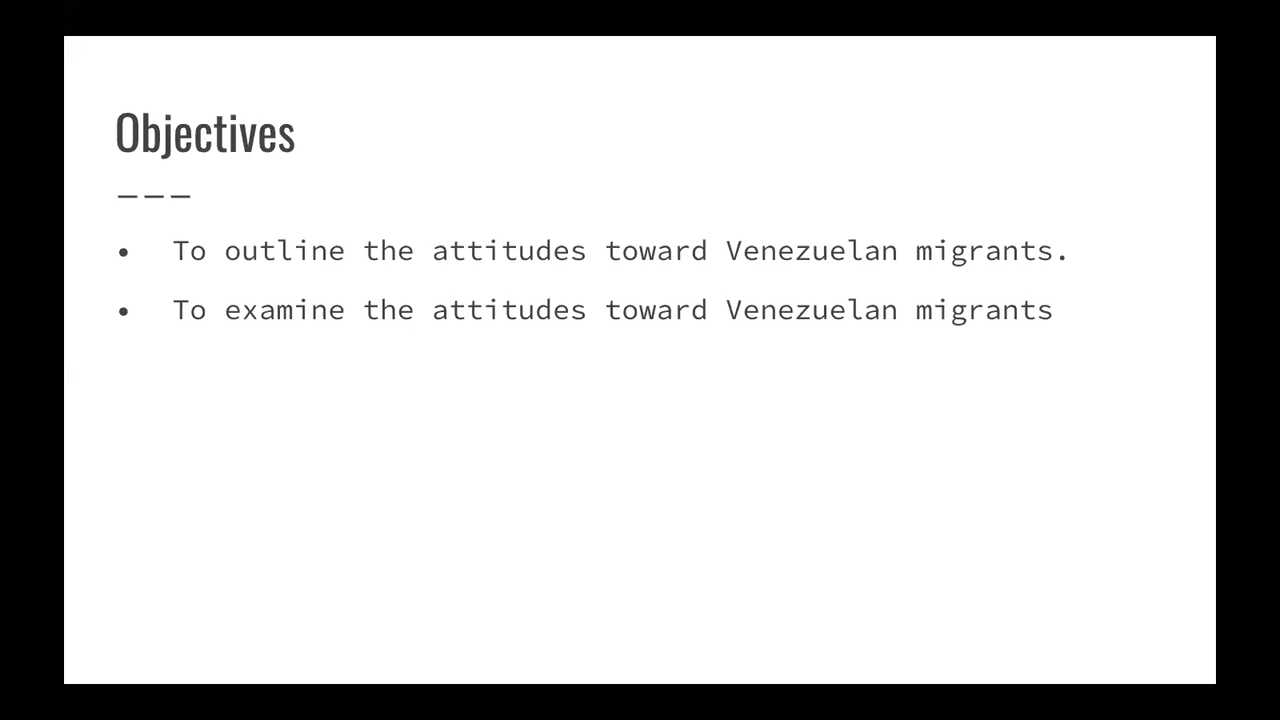 Objectives
———
• To outline the attitudes toward Venezuelan migrants.
• To examine the attitudes toward Venezuelan migrants